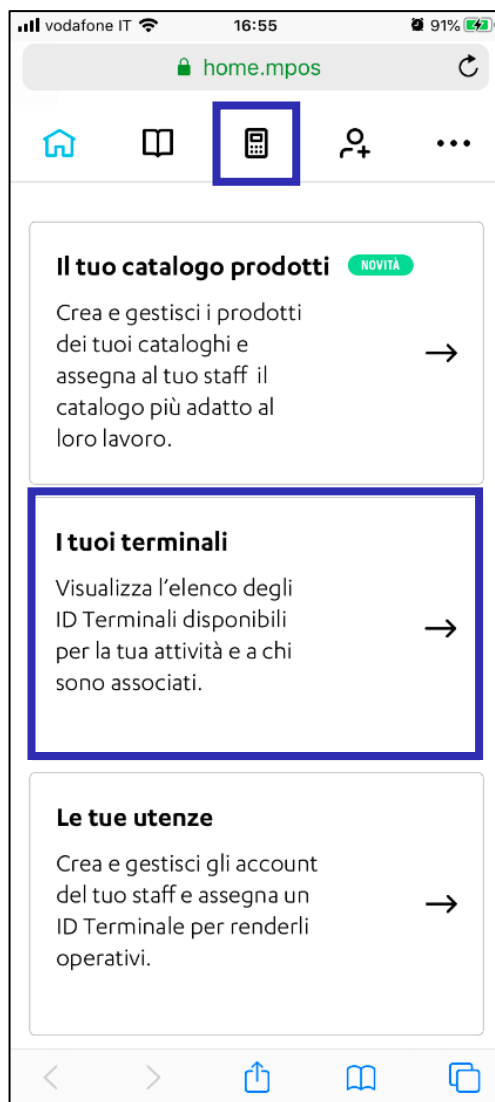 vodafone IT 16:55 91%
home.mpos
Il tuo catalogo prodotti NOVITÀ
Crea e gestisci i prodotti
dei tuoi cataloghi e
assegna al tuo staff il
catalogo più adatto al
loro lavoro.
I tuoi terminali
Visualizza l'elenco degli
ID Terminali disponibili
per la tua attività e a chi
sono associati.
Le tue utenze
Crea e gestisci gli account
del tuo staff e assegna un
ID Terminale per renderli
operativi.